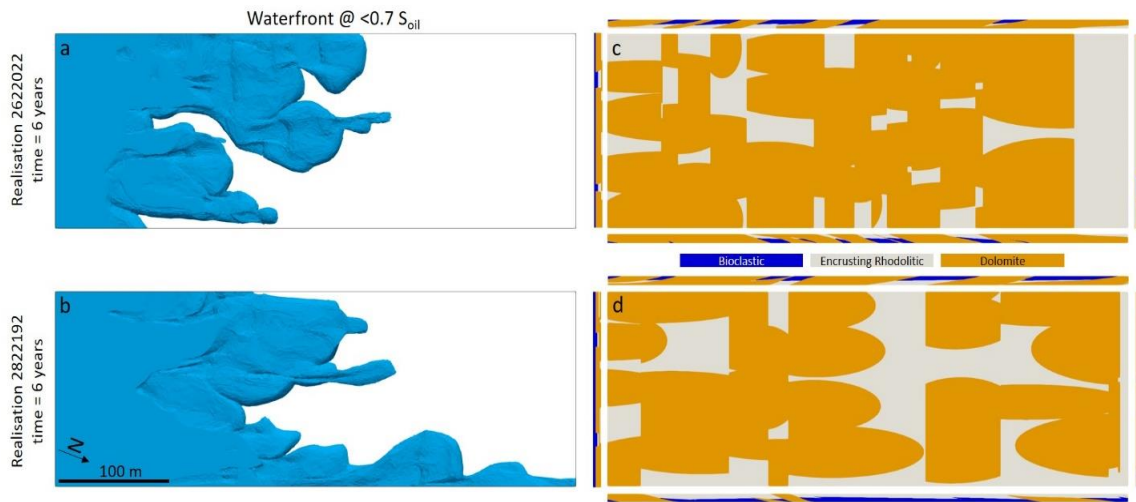 Waterfront @ <0.7 Soil
Realisation 2622022
time = 6 years
a
c
Bioclastic
Encrusting Rhodolitic
Dolomite
Realisation 2822192
time = 6 years
b
d
N
100 m